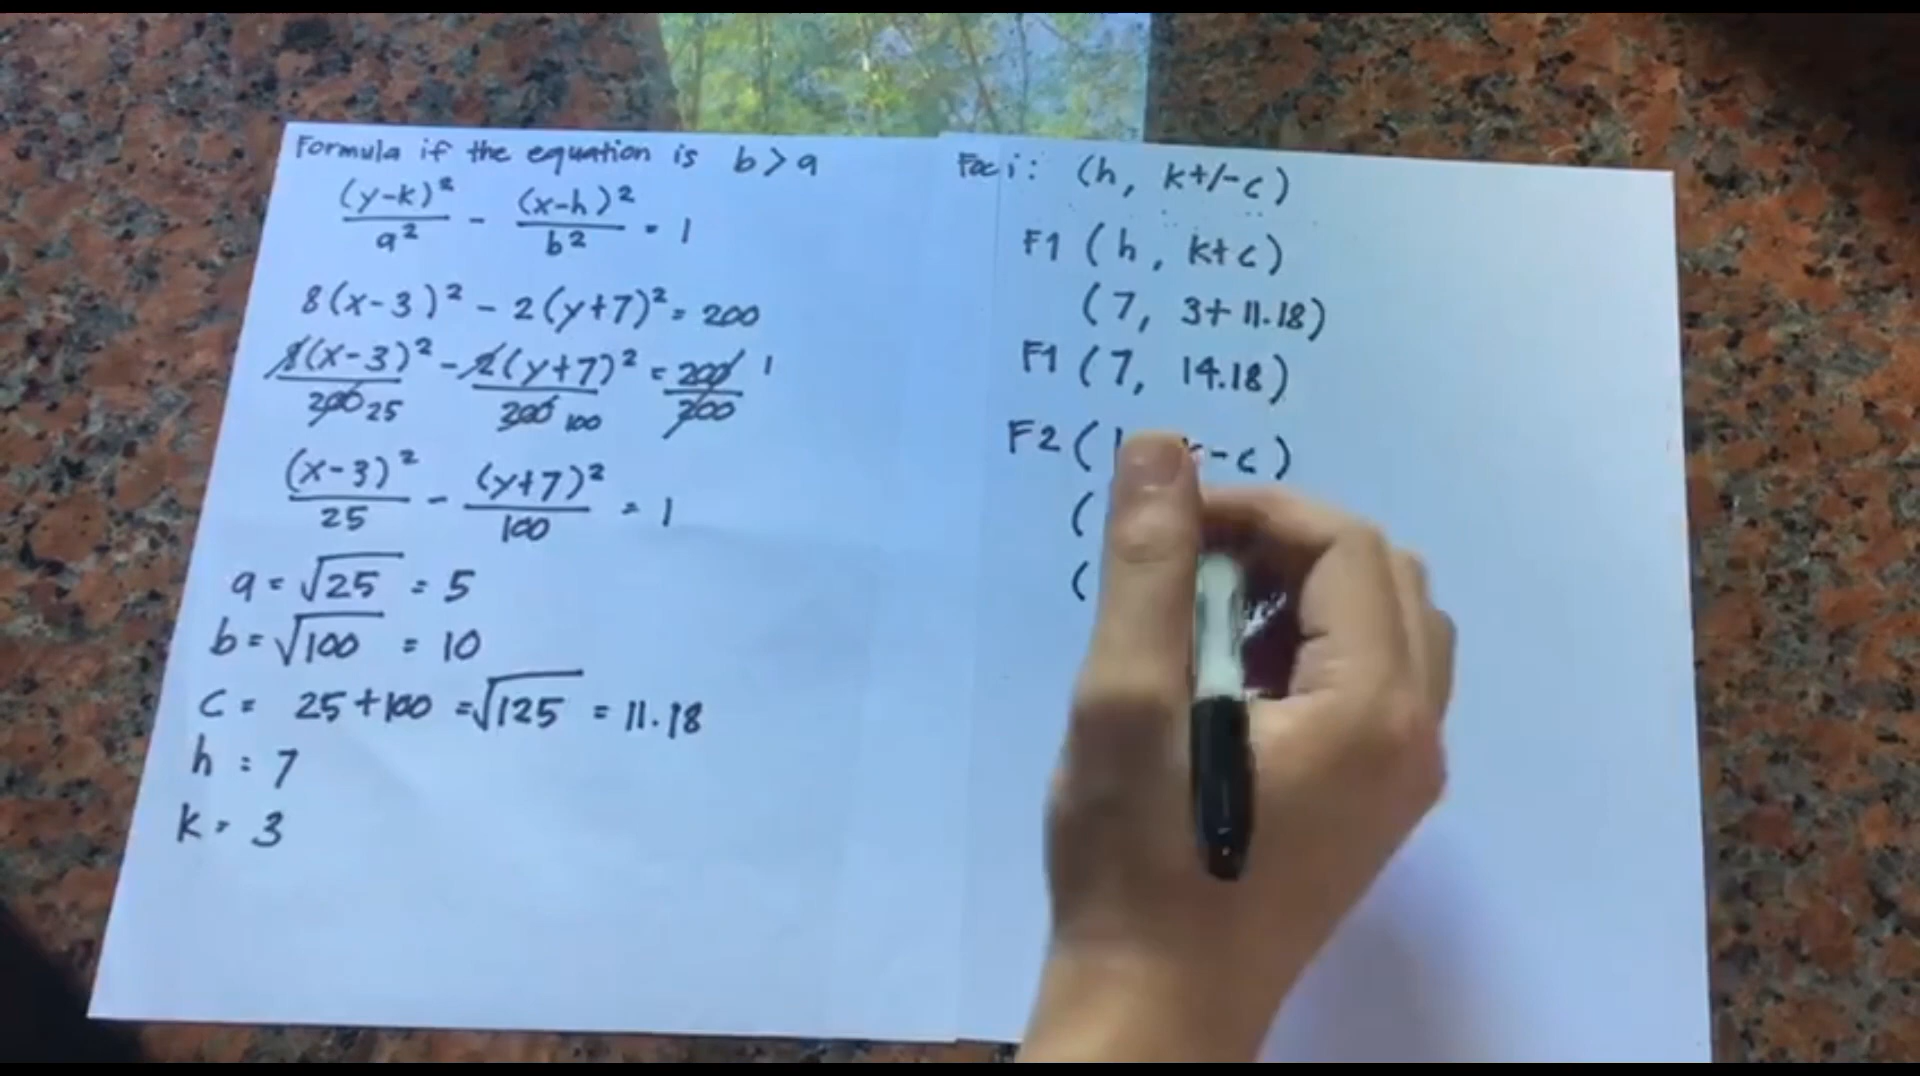 Formula if the equation is b > a
(y-k)² / a² - (x-h)² / b² = 1
8(x-3)² - 2(y+7)² = 200
8(x-3)² / 200 25 - 2(y+7)² / 200 100 = 200 / 200 1
(x-3)² / 25 - (y+7)² / 100 = 1
a = √25 = 5
b = √100 = 10
c = 25+100 = √125 = 11.18
h = 7
k = 3
Foci: (h, k+/-c)
F1 (h, k+c)
(7, 3+11.18)
F1 (7, 14.18)
F2 ( -c)
(
(